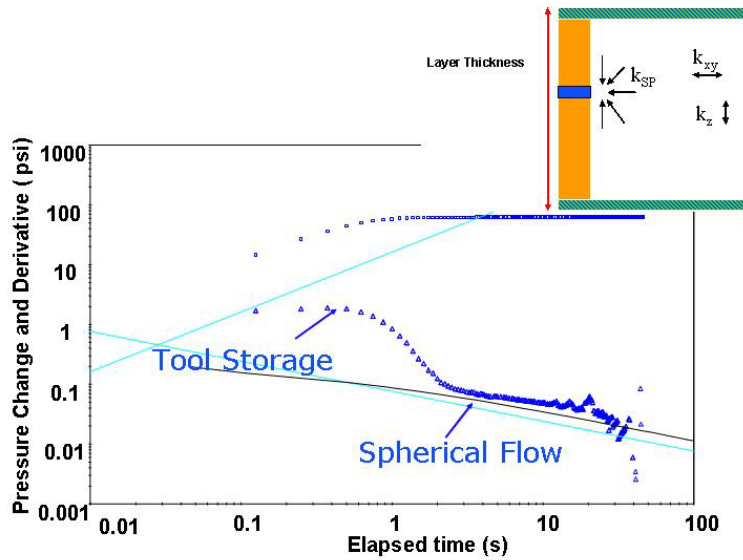 Layer Thickness
kSP
kxy
kz
Pressure Change and Derivative ( psi)
1000
100
10
1
0.1
0.01
0.001
Tool Storage
Spherical Flow
0.01
0.1
1
10
100
Elapsed time (s)